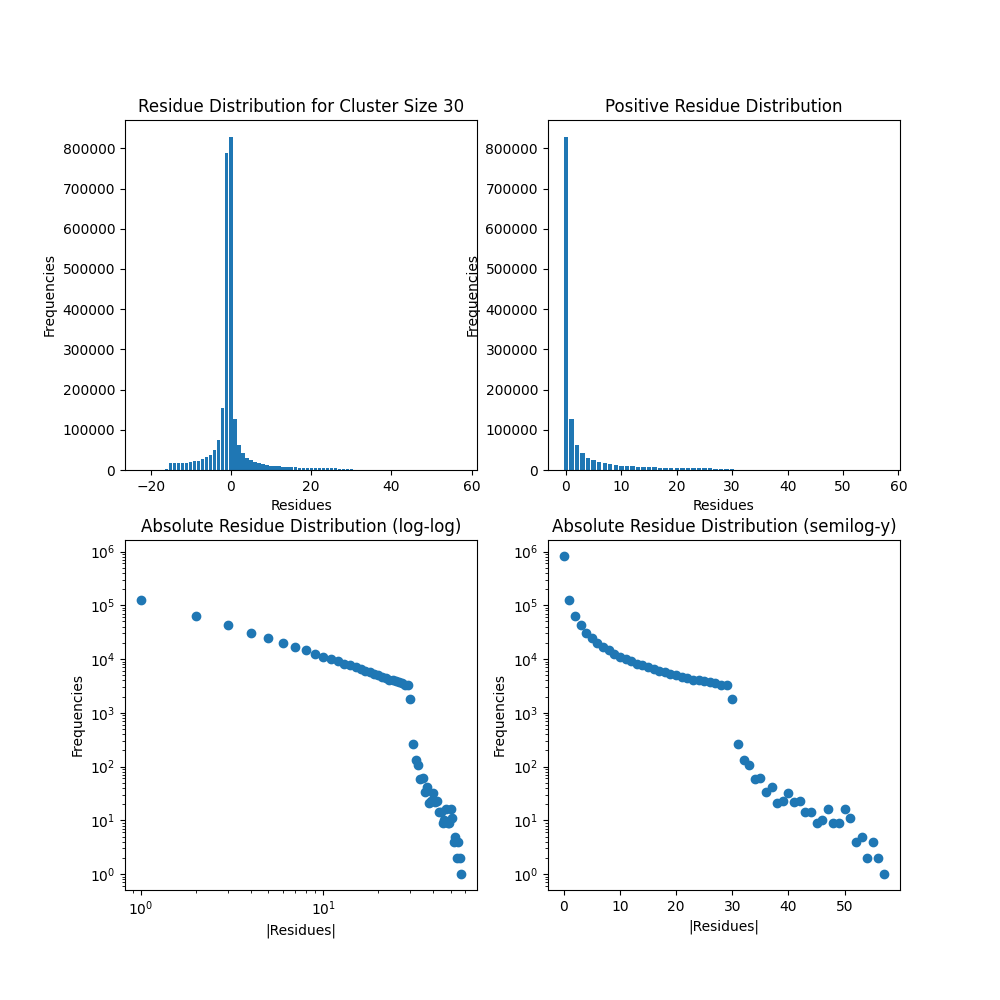 Residue Distribution for Cluster Size 30
Frequencies
800000
700000
600000
500000
400000
300000
200000
100000
0
−20 0 20 40 60
Residues
Positive Residue Distribution
Frequencies
800000
700000
600000
500000
400000
300000
200000
100000
0
0 10 20 30 40 50 60
Residues
Absolute Residue Distribution (log-log)
Frequencies
10⁶
10⁵
10⁴
10³
10²
10¹
10⁰
10⁰ 10¹
|Residues|
Absolute Residue Distribution (semilog-y)
Frequencies
10⁶
10⁵
10⁴
10³
10²
10¹
10⁰
0 10 20 30 40 50
|Residues|